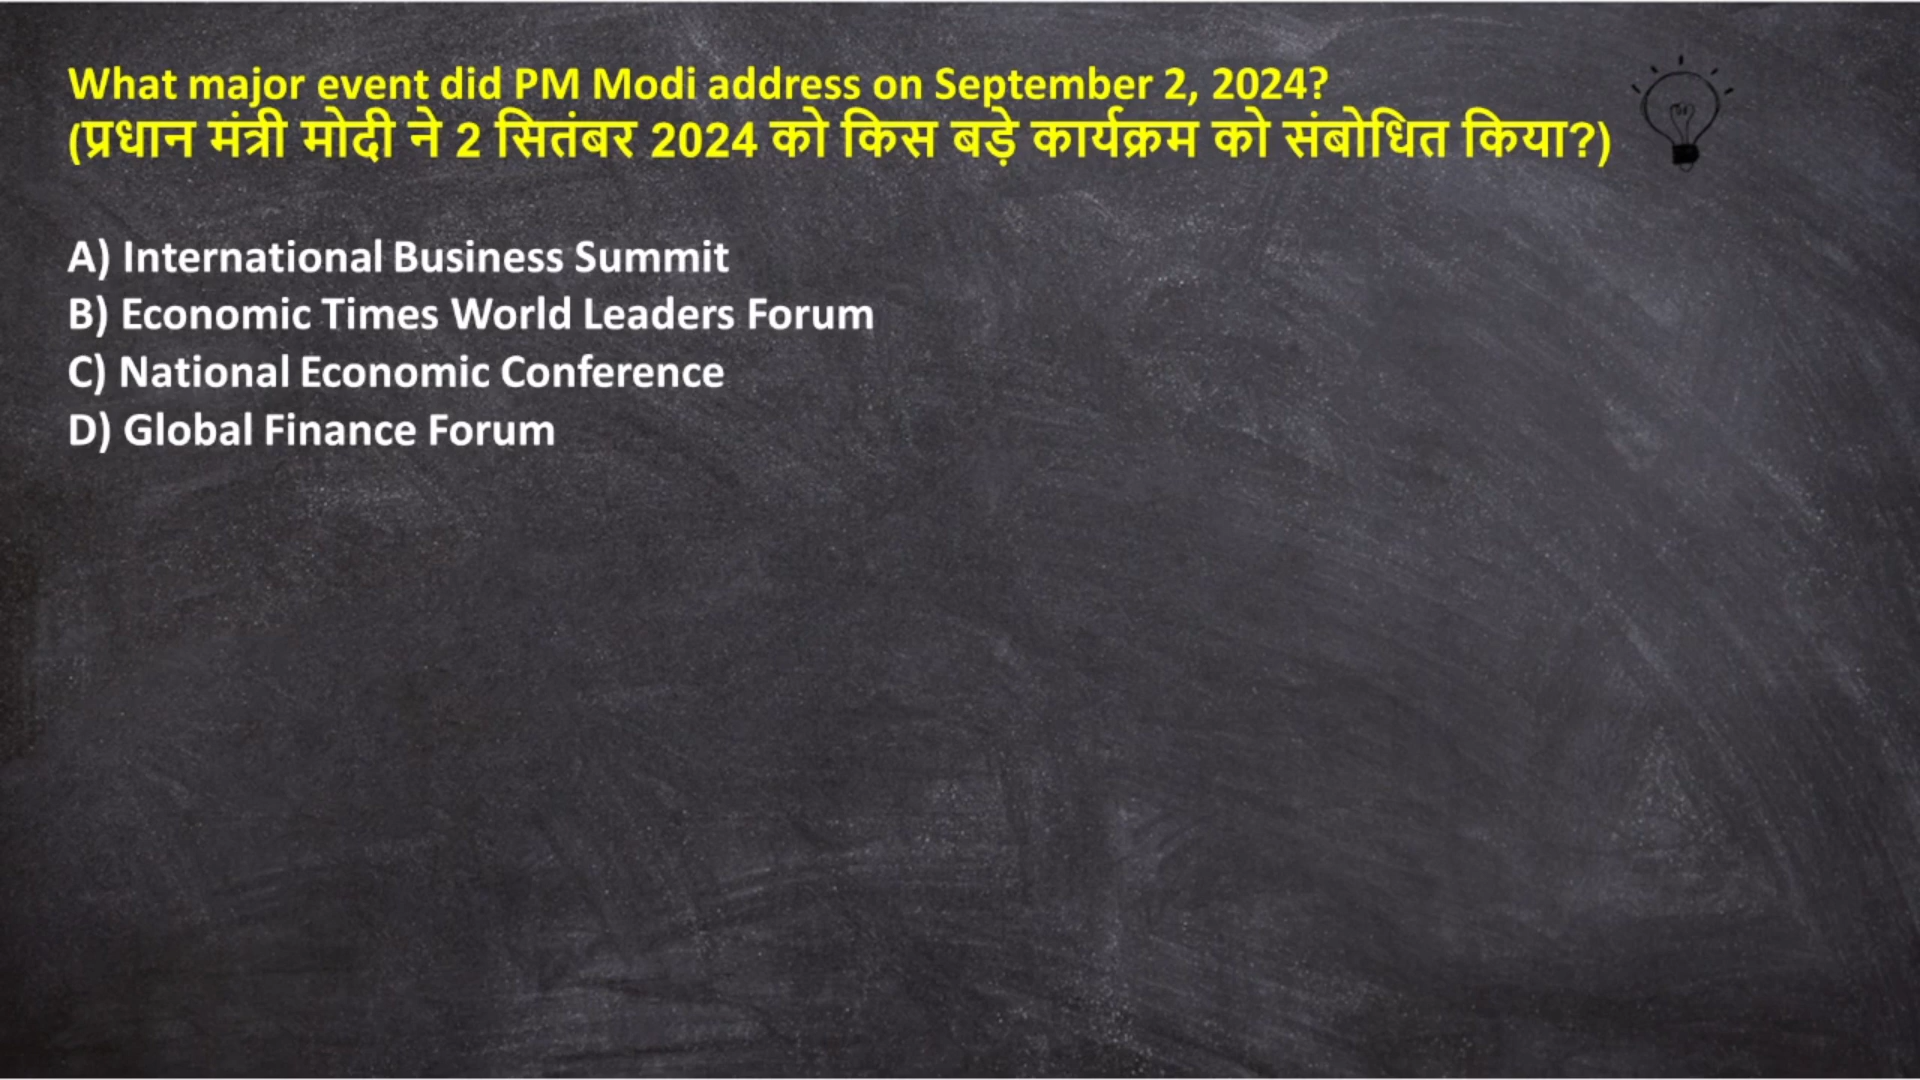 What major event did PM Modi address on September 2, 2024?
(प्रधान मंत्री मोदी ने 2 सितंबर 2024 को किस बड़े कार्यक्रम को संबोधित किया?)
A) International Business Summit
B) Economic Times World Leaders Forum
C) National Economic Conference
D) Global Finance Forum